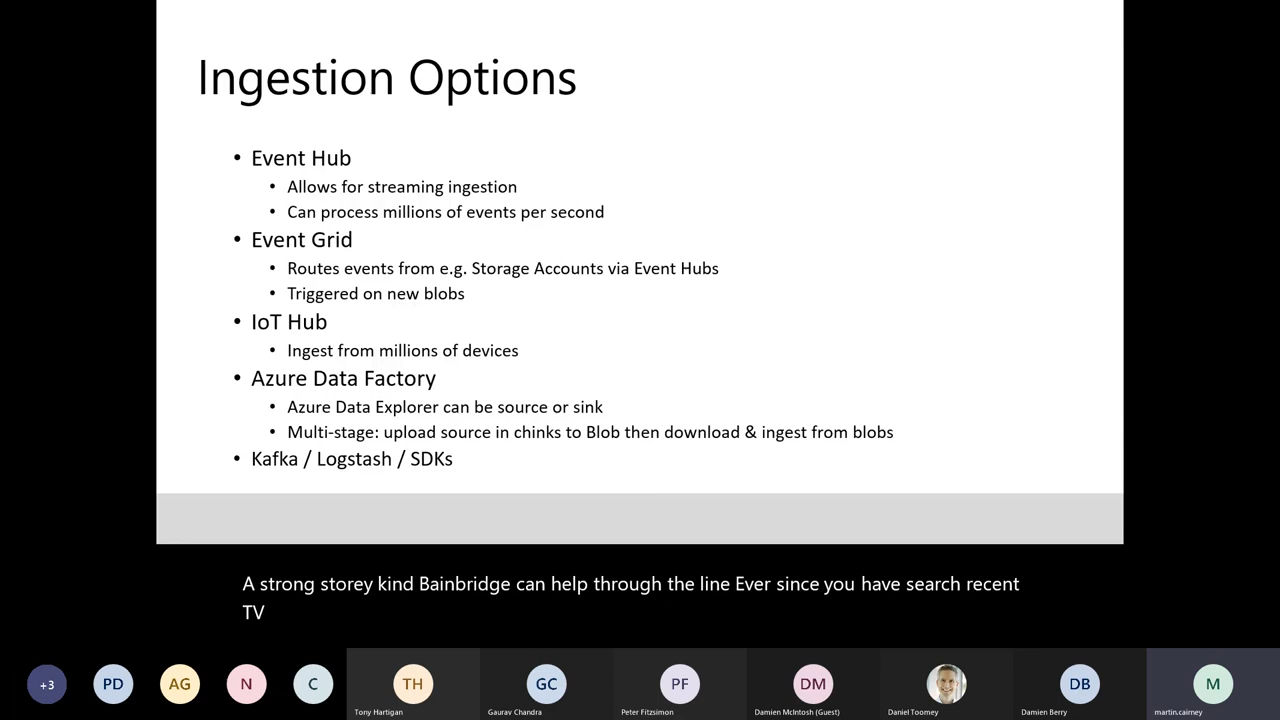 Ingestion Options
• Event Hub
• Allows for streaming ingestion
• Can process millions of events per second
• Event Grid
• Routes events from e.g. Storage Accounts via Event Hubs
• Triggered on new blobs
• IoT Hub
• Ingest from millions of devices
• Azure Data Factory
• Azure Data Explorer can be source or sink
• Multi-stage: upload source in chinks to Blob then download & ingest from blobs
• Kafka / Logstash / SDKs
A strong storey kind Bainbridge can help through the line Ever since you have search recent
TV
+3 PD AG N C TH GC PF DM DB M
Tony Hartigan Gaurav Chandra Peter Fitzsimon Damien McIntosh (Guest) Daniel Toomey Damien Berry martin.cairney